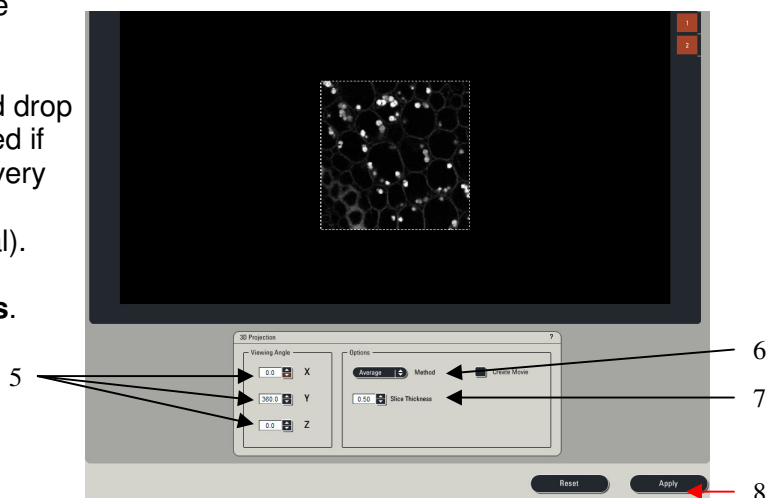 e
d drop
ed if
very
l).
s.
1
2
3D Projection
?
Viewing Angle
Options
0.0 X
Average Method
Create Movie
360.0 Y
0.50 Slice Thickness
0.0 Z
5
6
7
Reset
Apply
8